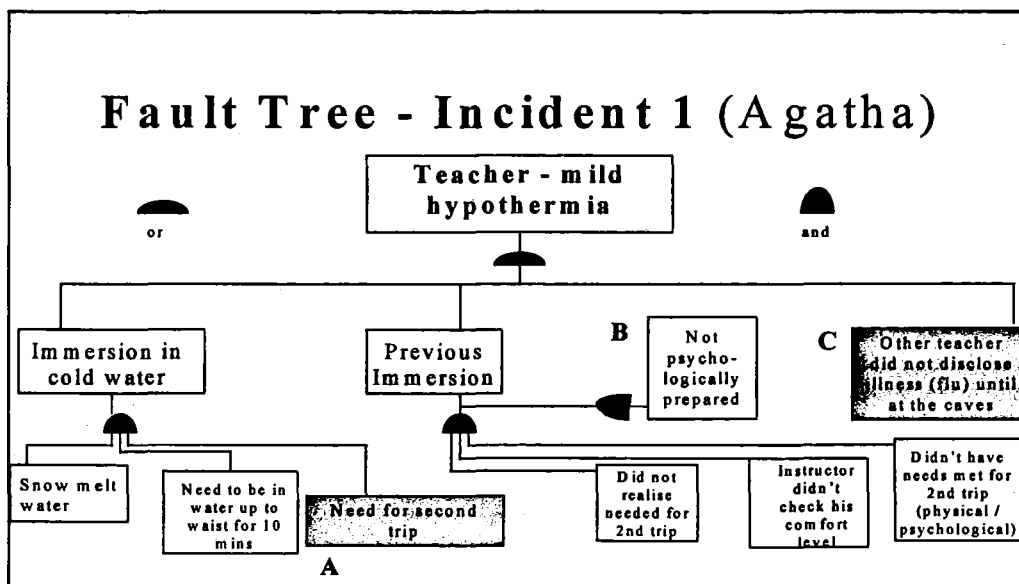 Fault Tree - Incident 1 (Agatha)
Teacher - mild
hypothermia
or
and
Immersion in
cold water
Previous
Immersion
B
Not
psycho-
logically
prepared
C
Other teacher
did not disclose
illness (flu) until
at the caves
Snow melt
water
Need to be in
water up to
waist for 10
mins
Need for second
trip
A
Did not
realise
needed for
2nd trip
Instructor
didn't
check his
comfort
level
Didn't have
needs met for
2nd trip
(physical /
psychological)